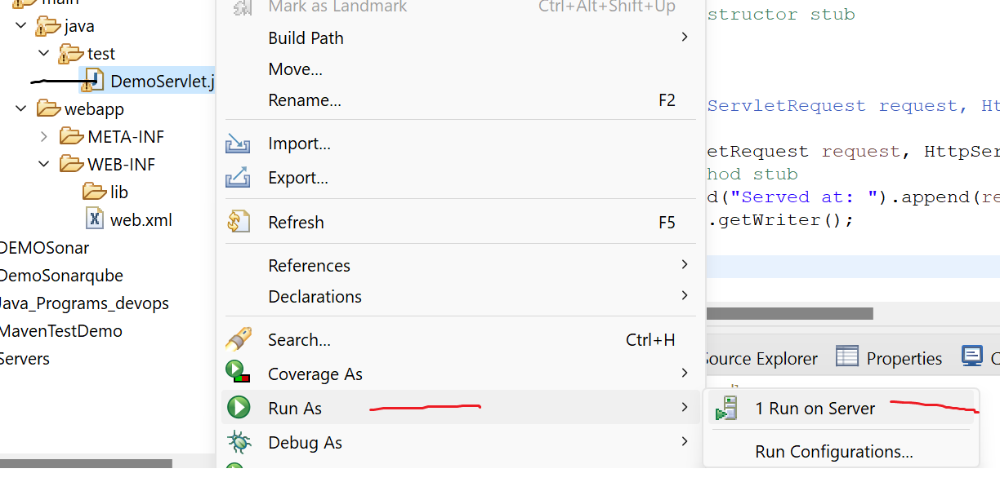 main
java
test
DemoServlet.j
webapp
META-INF
WEB-INF
lib
web.xml
DEMOSonar
DemoSonarqube
Java_Programs_devops
MavenTestDemo
Servers
Mark as Landmark Ctrl+Alt+Shift+Up
Build Path
Move...
Rename... F2
Import...
Export...
Refresh F5
References
Declarations
Search... Ctrl+H
Coverage As
Run As
Debug As
1 Run on Server
Run Configurations...
structor stub
ServletRequest request, Ht
etRequest request, HttpSer
hod stub
d("Served at: ").append(re
.getWriter();
ource Explorer
Properties